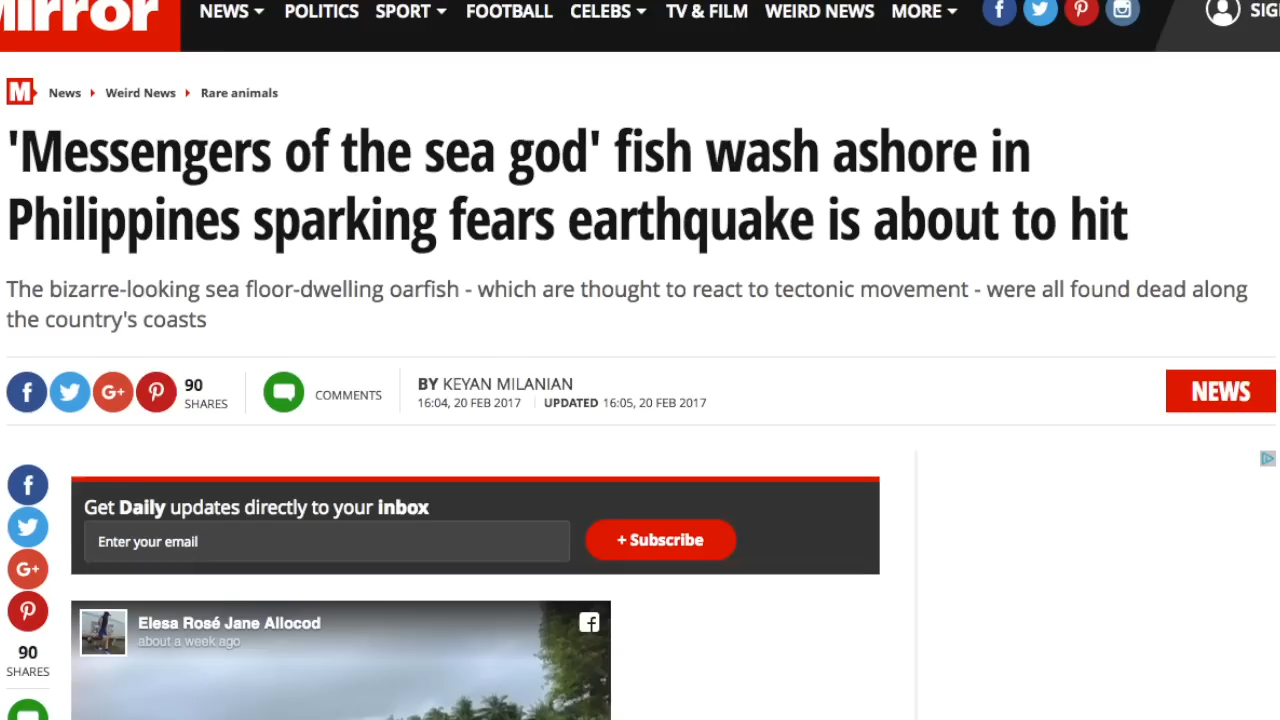 Mirror
NEWS POLITICS SPORT FOOTBALL CELEBS TV & FILM WEIRD NEWS MORE
M News Weird News Rare animals
'Messengers of the sea god' fish wash ashore in
Philippines sparking fears earthquake is about to hit
The bizarre-looking sea floor-dwelling oarfish - which are thought to react to tectonic movement - were all found dead along
the country's coasts
90
SHARES
COMMENTS
BY KEYAN MILANIAN
16:04, 20 FEB 2017 UPDATED 16:05, 20 FEB 2017
NEWS
Get Daily updates directly to your inbox
Enter your email
+ Subscribe
Elesa Rosé Jane Allocod
about a week ago
90
SHARES